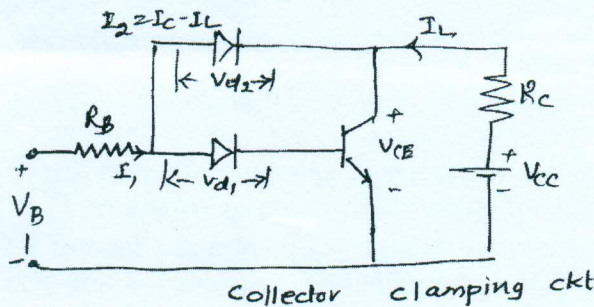 I2=IC-IL
IL
Vd2
RC
RB
+
VCE
-
I1
Vd1
+
VCC
-
+
VB
-
Collector clamping ckt